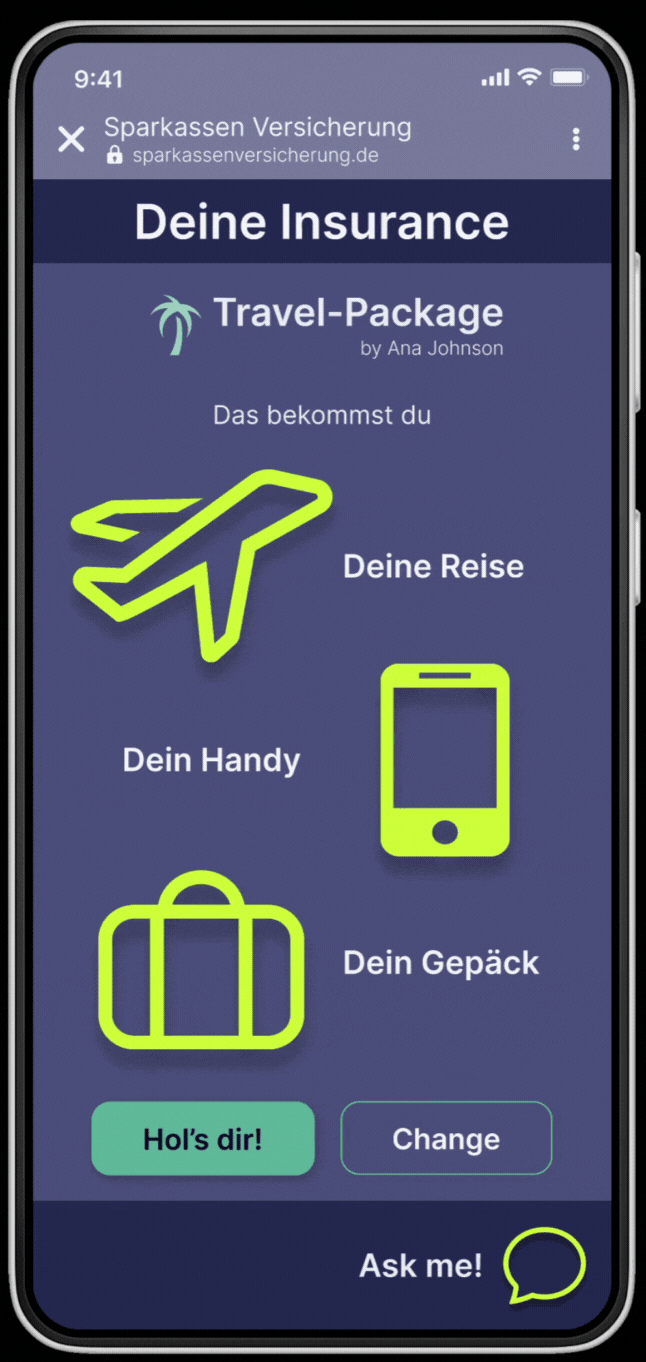 9:41
Sparkassen Versicherung
sparkassenversicherung.de
Deine Insurance
Travel-Package
by Ana Johnson
Das bekommst du
Deine Reise
Dein Handy
Dein Gepäck
Hol’s dir!
Change
Ask me!